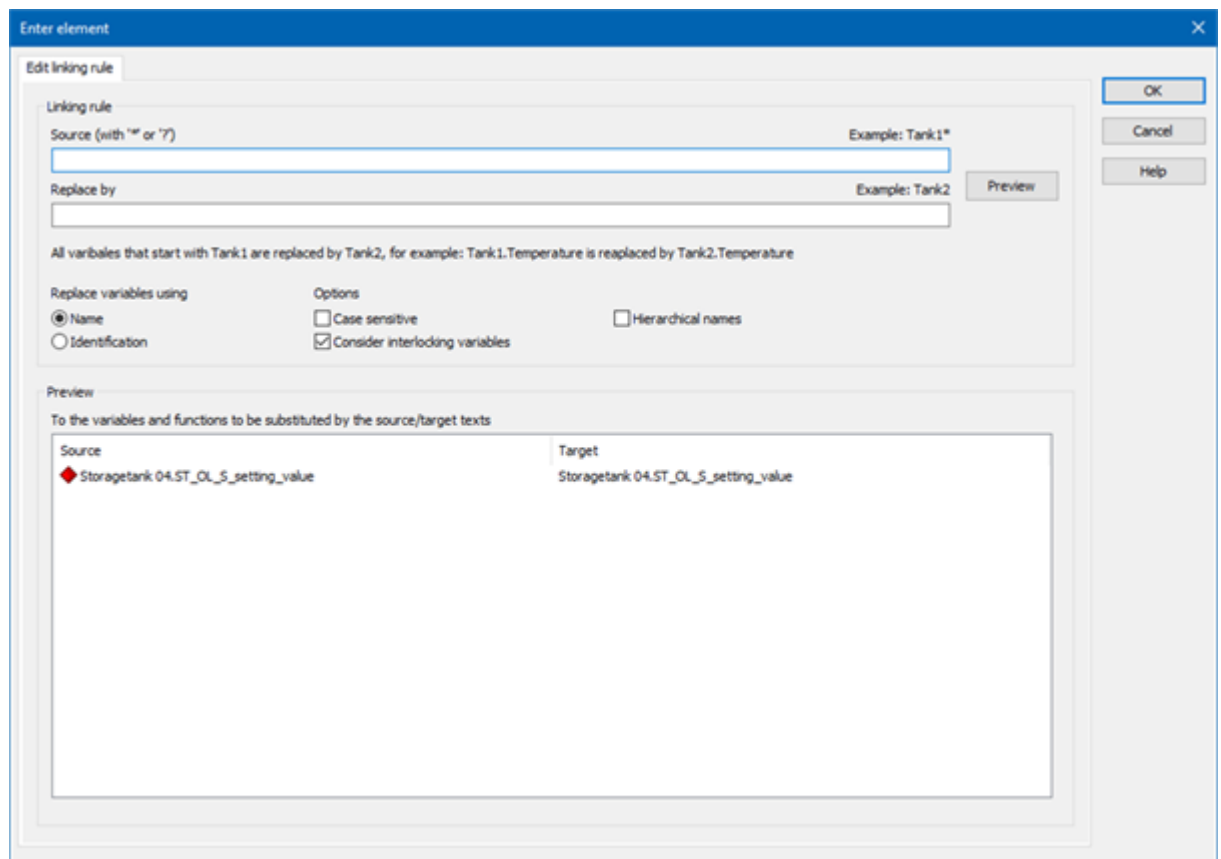 Enter element
Edit linking rule
OK
Linking rule
Source (with '*' or '?')    Example: Tank1*
Cancel
Help
Replace by    Example: Tank2
Preview
All varibales that start with Tank1 are replaced by Tank2, for example: Tank1.Temperature is reaplaced by Tank2.Temperature
Replace variables using    Options
Name    Case sensitive    Hierarchical names
Identification    Consider interlocking variables
Preview
To the variables and functions to be substituted by the source/target texts
Source    Target
Storagetank 04.ST_OL_S_setting_value    Storagetank 04.ST_OL_S_setting_value